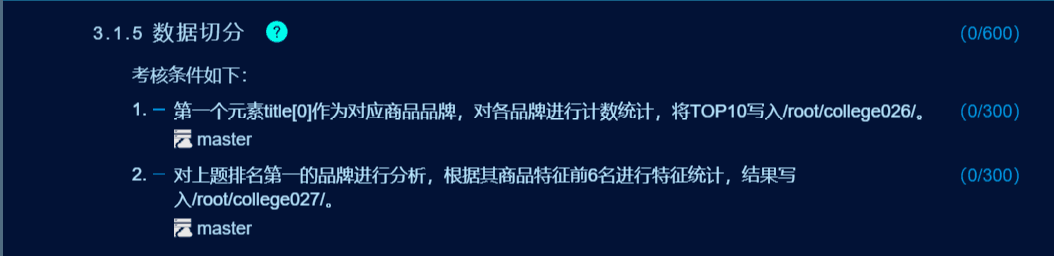 3.1.5 数据切分 ? (0/600)
考核条件如下：
1. 第一个元素title[0]作为对应商品品牌，对各品牌进行计数统计，将TOP10写入/root/college026/。 (0/300)
master
2. 对上题排名第一的品牌进行分析，根据其商品特征前6名进行特征统计，结果写 (0/300)
入/root/college027/。
master